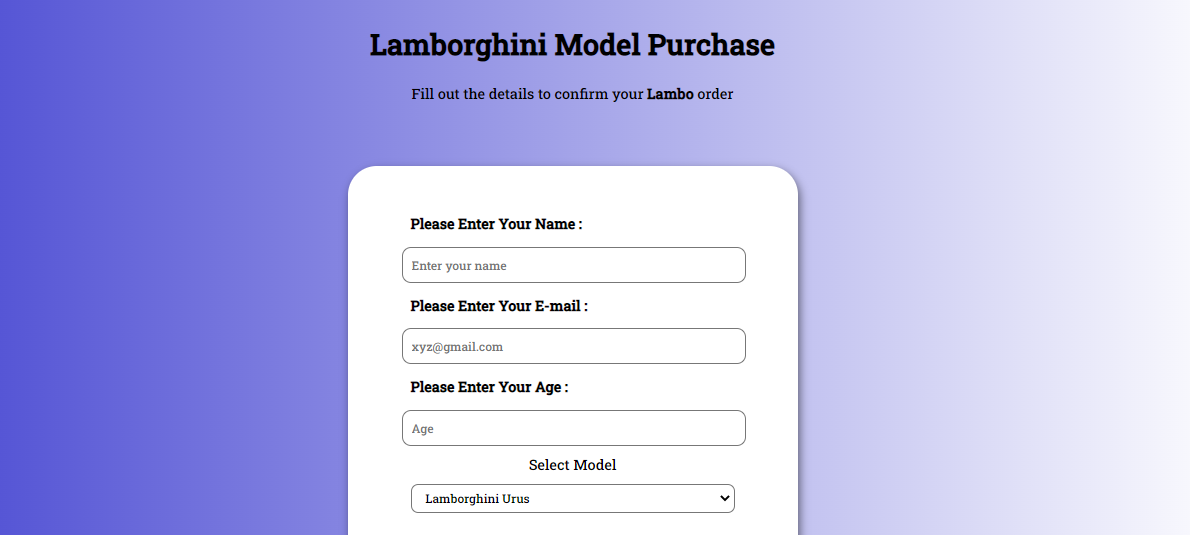 Lamborghini Model Purchase
Fill out the details to confirm your Lambo order
Please Enter Your Name :
Enter your name
Please Enter Your E-mail :
xyz@gmail.com
Please Enter Your Age :
Age
Select Model
Lamborghini Urus